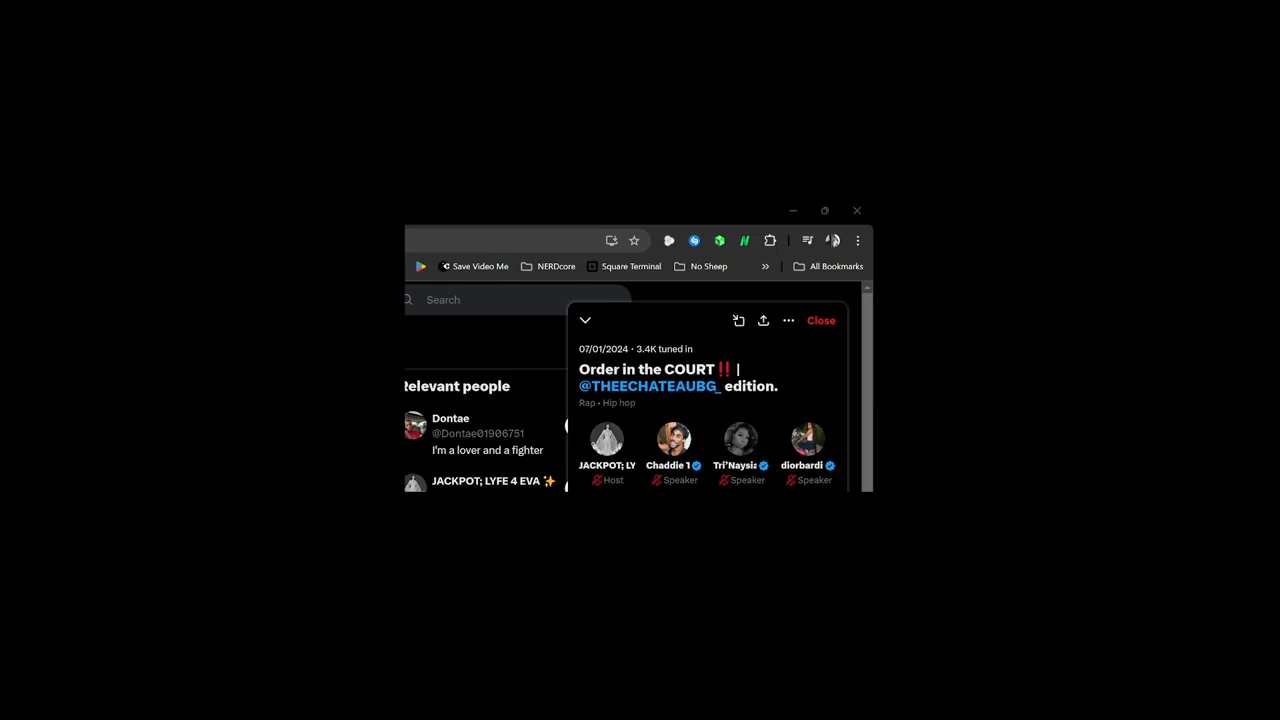 Save Video Me NERDcore Square Terminal No Sheep » All Bookmarks
Search
Close
07/01/2024 · 3.4K tuned in
Order in the COURT‼️ |
@THEECHATEAUBG_ edition.
Rap • Hip hop
Relevant people
Dontae
@Dontae01906751
I'm a lover and a fighter
JACKPOT; LYFE 4 EVA ✨
JACKPOT; LY Chaddie Tri'Naysia diorbardi
Host Speaker Speaker Speaker